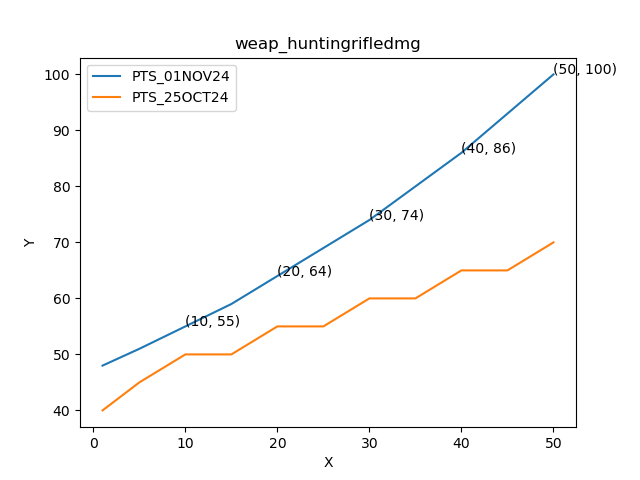 weap_huntingrifledmg
PTS_01NOV24
PTS_25OCT24
(50, 100)
(40, 86)
(30, 74)
(20, 64)
(10, 55)
100
90
80
70
60
50
40
Y
0 10 20 30 40 50
X